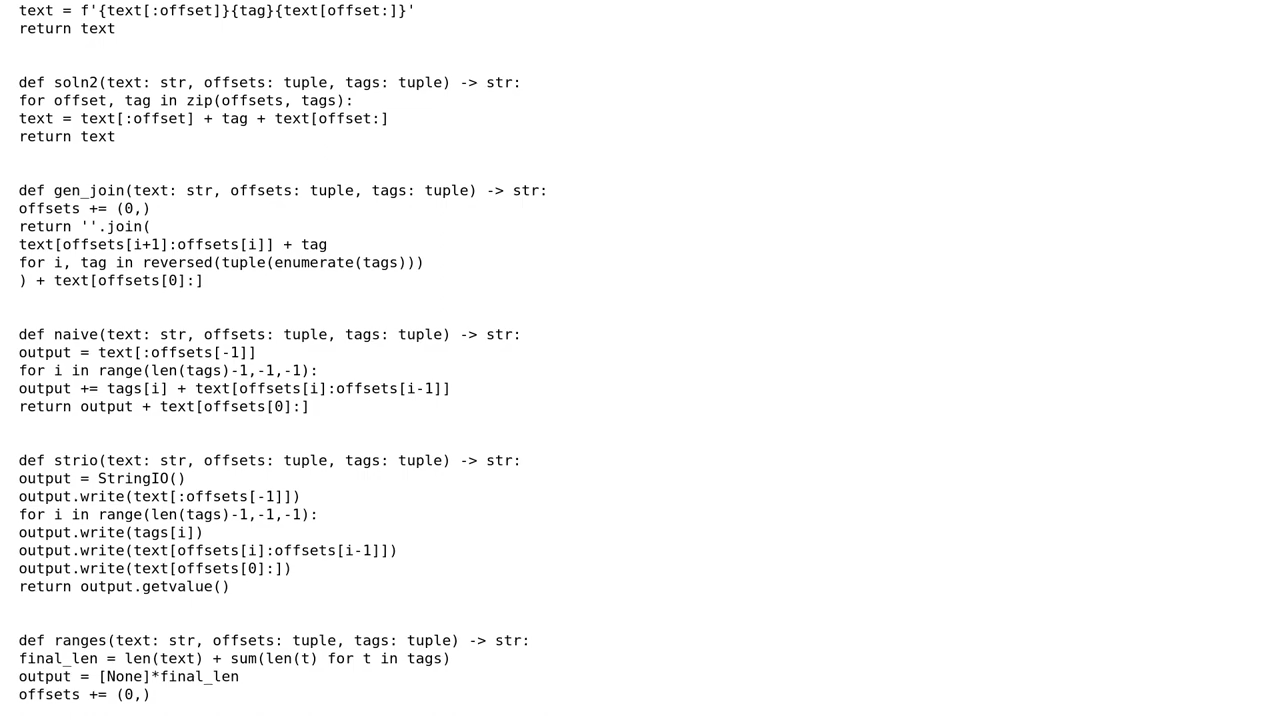 text = f'{text[:offset]}{tag}{text[offset:]}'
return text
def soln2(text: str, offsets: tuple, tags: tuple) -> str:
for offset, tag in zip(offsets, tags):
text = text[:offset] + tag + text[offset:]
return text
def gen_join(text: str, offsets: tuple, tags: tuple) -> str:
offsets += (0,)
return ''.join(
text[offsets[i+1]:offsets[i]] + tag
for i, tag in reversed(tuple(enumerate(tags)))
) + text[offsets[0]:]
def naive(text: str, offsets: tuple, tags: tuple) -> str:
output = text[:offsets[-1]]
for i in range(len(tags)-1,-1,-1):
output += tags[i] + text[offsets[i]:offsets[i-1]]
return output + text[offsets[0]:]
def strio(text: str, offsets: tuple, tags: tuple) -> str:
output = StringIO()
output.write(text[:offsets[-1]])
for i in range(len(tags)-1,-1,-1):
output.write(tags[i])
output.write(text[offsets[i]:offsets[i-1]])
output.write(text[offsets[0]:])
return output.getvalue()
def ranges(text: str, offsets: tuple, tags: tuple) -> str:
final_len = len(text) + sum(len(t) for t in tags)
output = [None]*final_len
offsets += (0,)